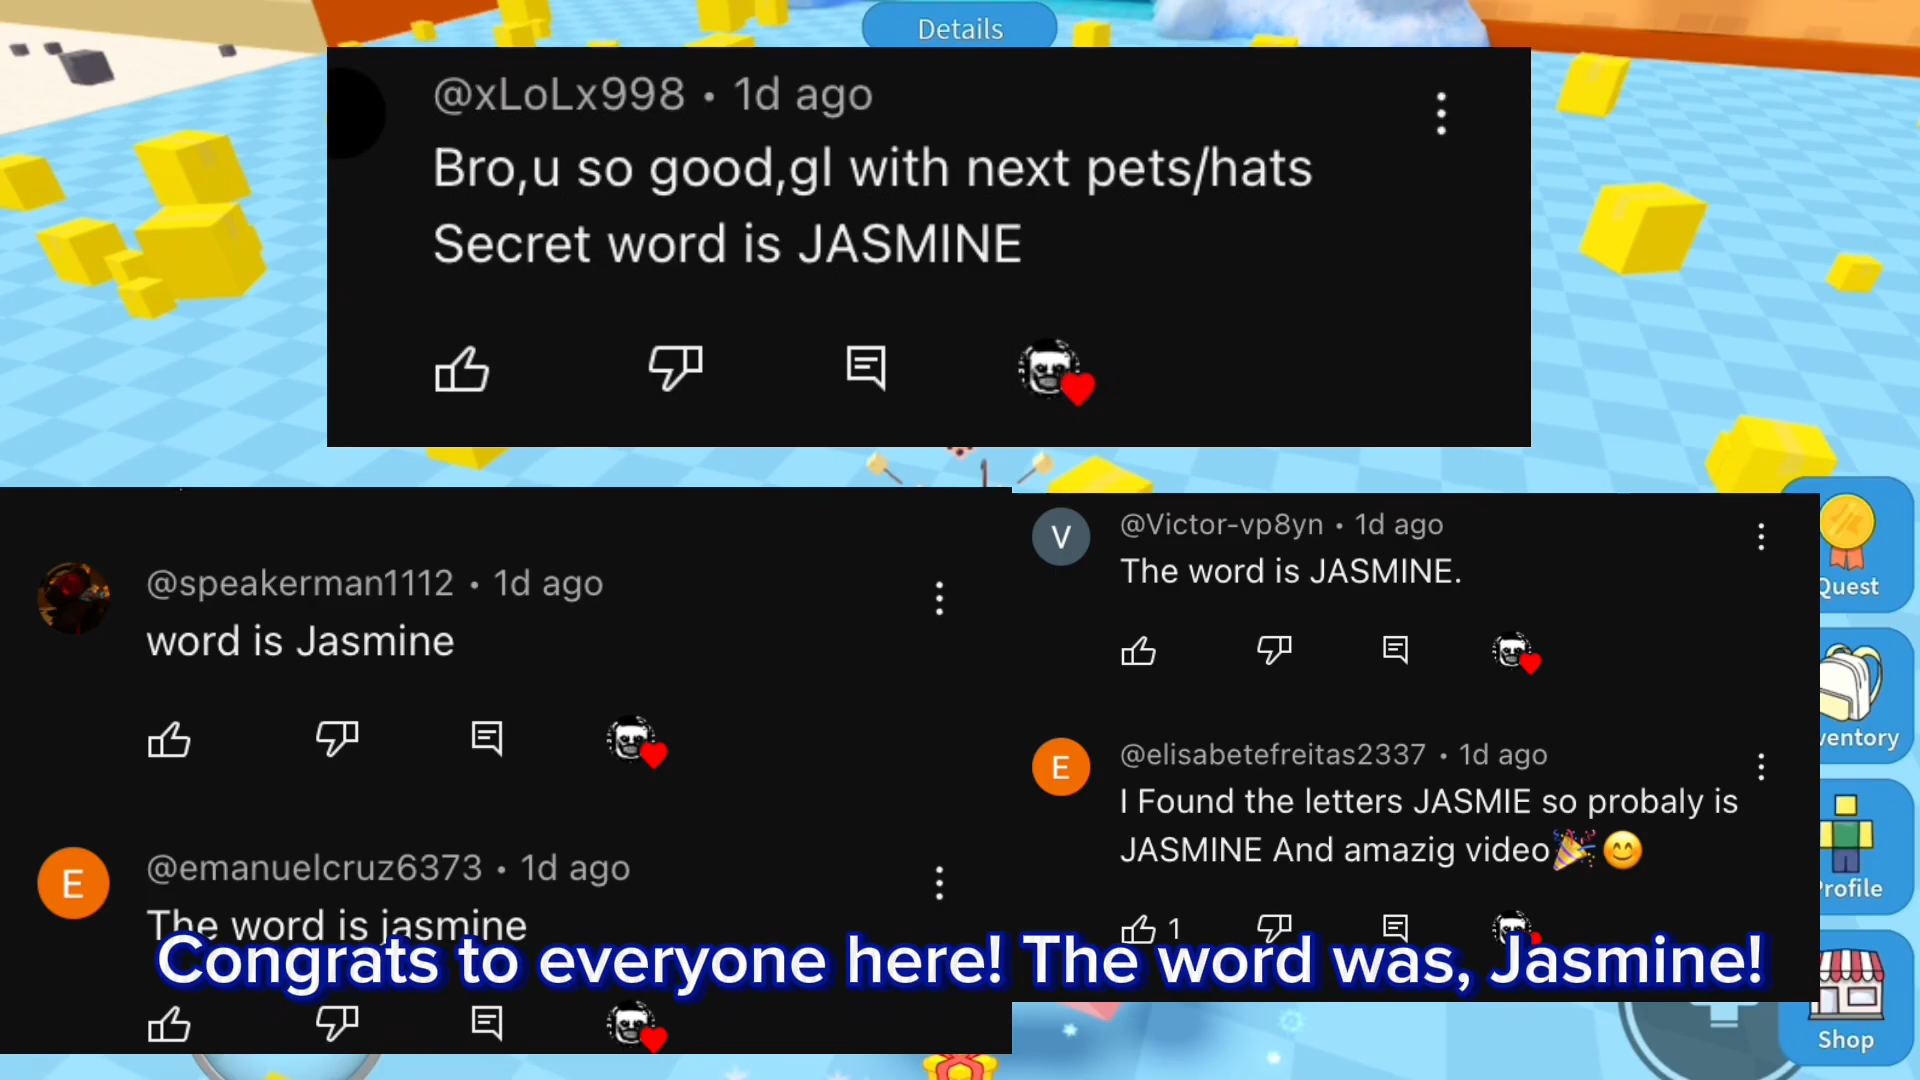 Details
@xLoLx998 • 1d ago
Bro,u so good,gl with next pets/hats
Secret word is JASMINE
@speakerman1112 • 1d ago
word is Jasmine
E
@emanuelcruz6373 • 1d ago
The word is jasmine
V
@Victor-vp8yn • 1d ago
The word is JASMINE.
E
@elisabetefreitas2337 • 1d ago
I Found the letters JASMIE so probaly is
JASMINE And amazig video🎉😊
1
Congrats to everyone here! The word was, Jasmine!
Quest
ventory
rofile
Shop